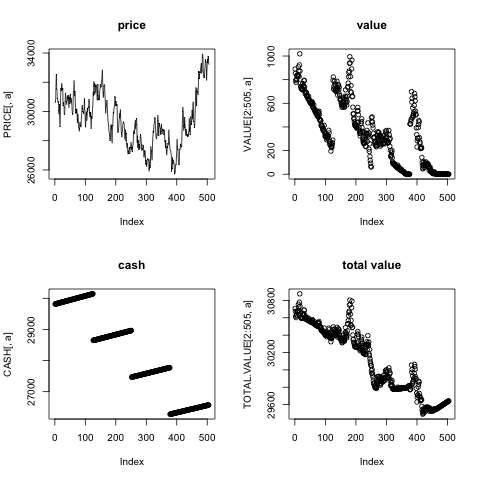 price
PRICE[, a]
26000 30000 34000
0 100 200 300 400 500
Index
value
VALUE[2:505, a]
0 200 600 1000
0 100 200 300 400 500
Index
cash
CASH[, a]
27000 29000
0 100 200 300 400 500
Index
total value
TOTAL.VALUE[2:505, a]
29600 30200 30800
0 100 200 300 400 500
Index